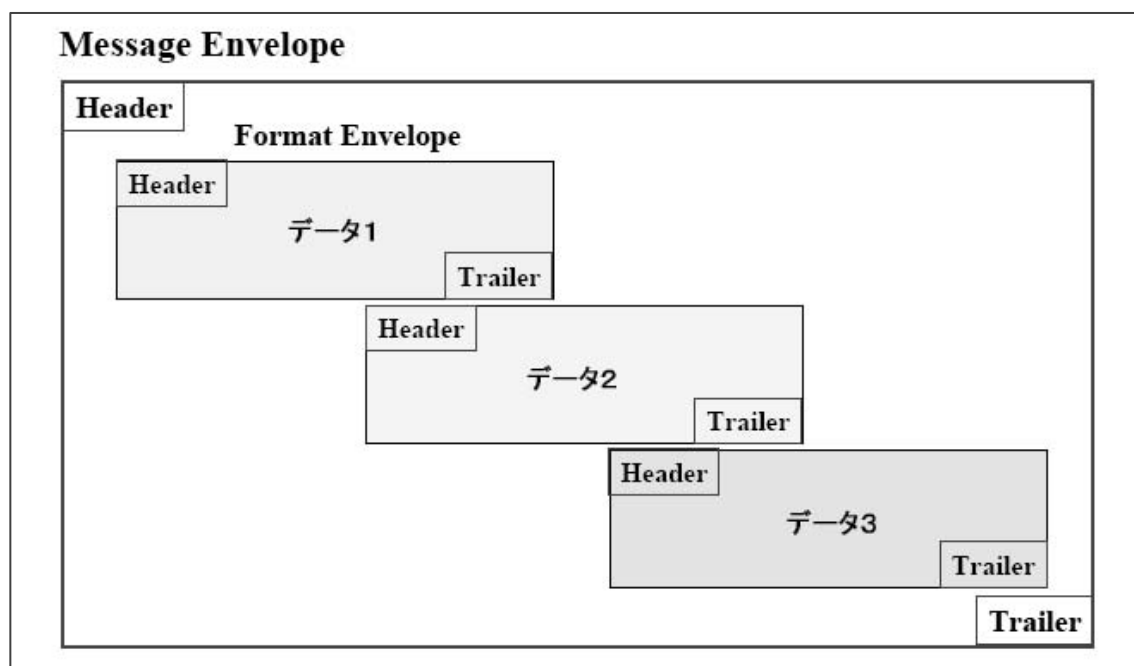 Message Envelope
Header
Format Envelope
Header
データ1
Trailer
Header
データ2
Trailer
Header
データ3
Trailer
Trailer